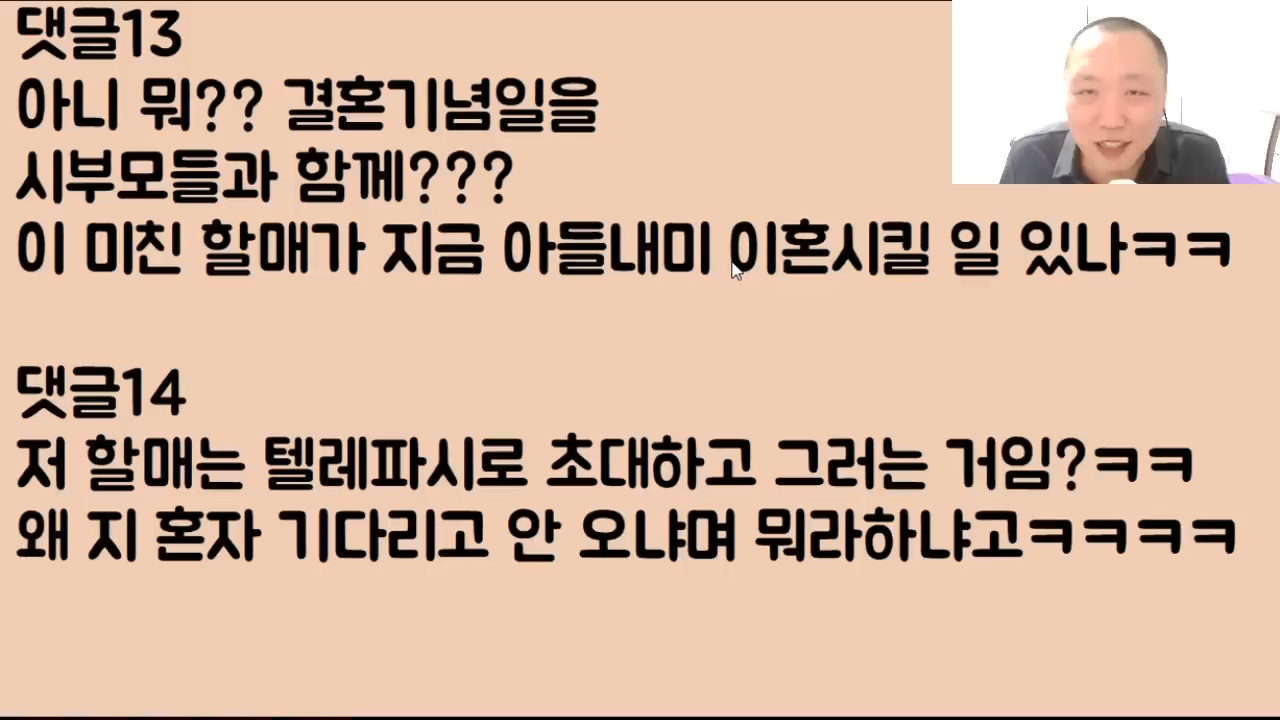 댓글13
아니 뭐?? 결혼기념일을
시부모들과 함께???
이 미친 할매가 지금 아들내미 이혼시킬 일 있나ㅋㅋ
댓글14
저 할매는 텔레파시로 초대하고 그러는 거임?ㅋㅋ
왜 지 혼자 기다리고 안 오냐며 뭐라하냐고ㅋㅋㅋㅋ